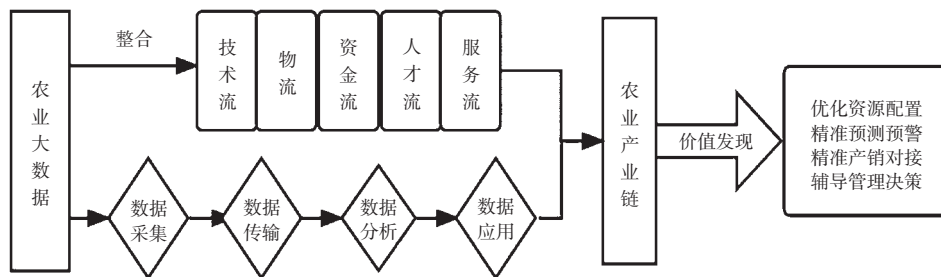 农业大数据
整合
技术流
物流
资金流
人才流
服务流
数据
采集
数据
传输
数据
分析
数据
应用
农业产业链
价值发现
优化资源配置
精准预测预警
精准产销对接
辅导管理决策